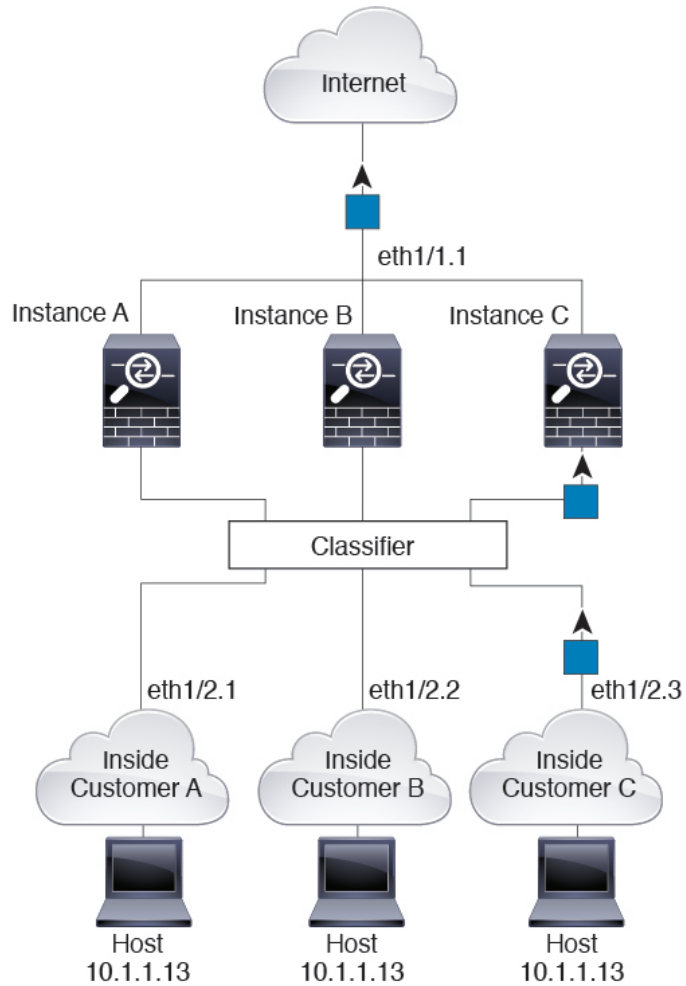 Internet
eth1/1.1
Instance A
Instance B
Instance C
Classifier
eth1/2.1
eth1/2.2
eth1/2.3
Inside
Customer A
Inside
Customer B
Inside
Customer C
Host
10.1.1.13
Host
10.1.1.13
Host
10.1.1.13